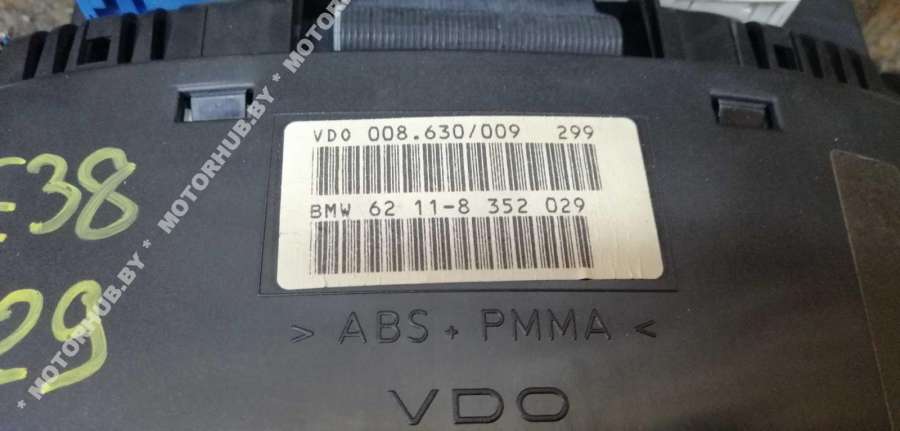 VDO 008.630/009 299
BMW 62 11-8 352 029
> ABS + PMMA <
VDO
E38
29
* MOTORHUB.BY * MOTORHUB.BY * MOTORHUB.BY